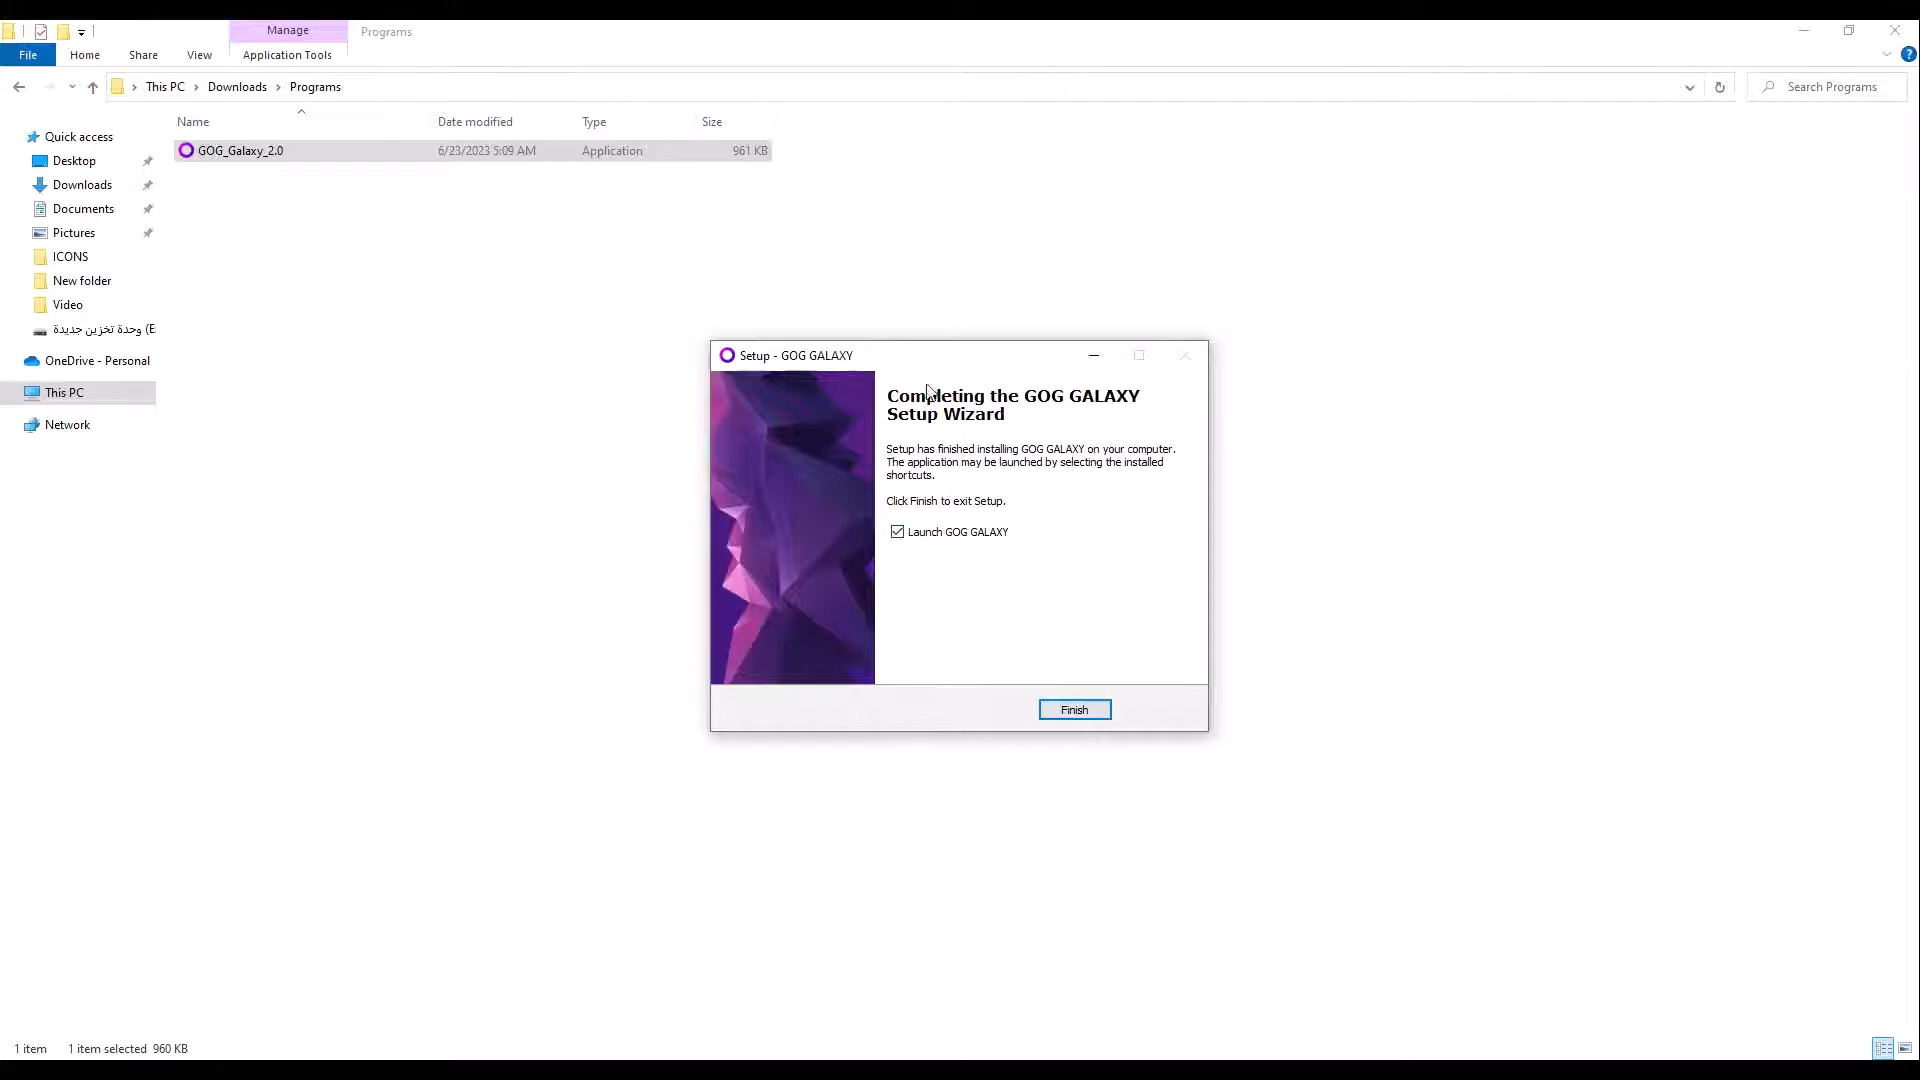 Manage
Programs
File
Home
Share
View
Application Tools
This PC
Downloads
Programs
Search Programs
Name
Date modified
Type
Size
GOG_Galaxy_2.0
6/23/2023 5:09 AM
Application
961 KB
Quick access
Desktop
Downloads
Documents
Pictures
ICONS
New folder
Video
وحدة تخزين جديدة (E:
OneDrive - Personal
This PC
Network
Setup - GOG GALAXY
Completing the GOG GALAXY
Setup Wizard
Setup has finished installing GOG GALAXY on your computer.
The application may be launched by selecting the installed
shortcuts.
Click Finish to exit Setup.
Launch GOG GALAXY
Finish
1 item
1 item selected 960 KB